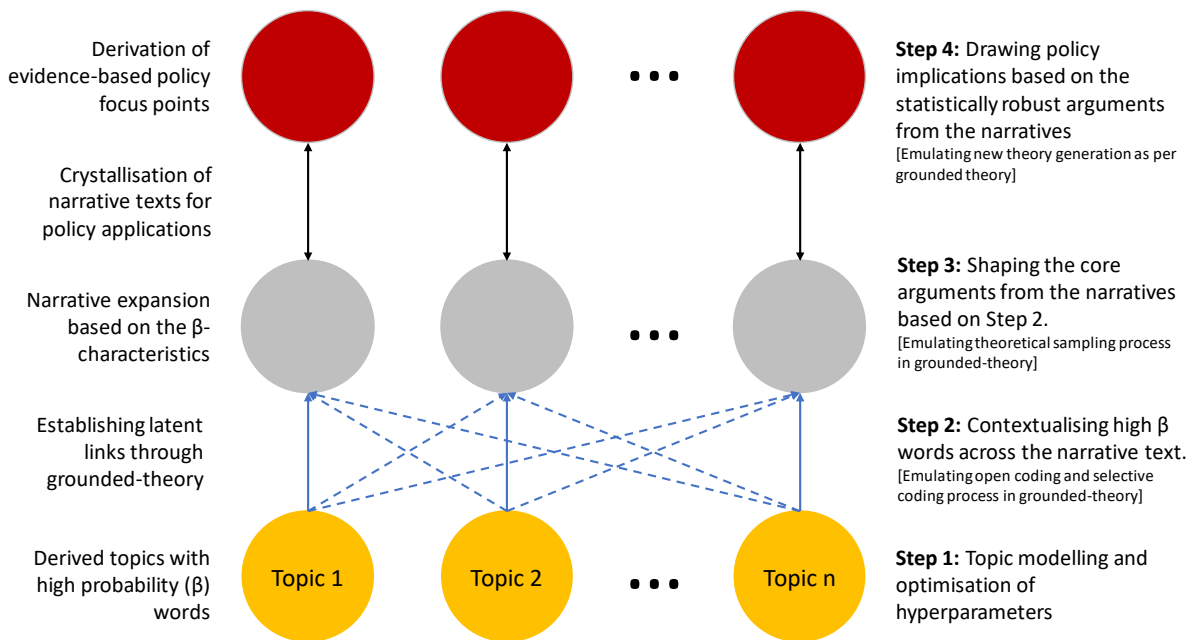 Derivation of
evidence-based policy
focus points
Step 4: Drawing policy
implications based on the
statistically robust arguments
from the narratives
[Emulating new theory generation as per
grounded theory]
Crystallisation of
narrative texts for
policy applications
Narrative expansion
based on the β-
characteristics
Step 3: Shaping the core
arguments from the narratives
based on Step 2.
[Emulating theoretical sampling process
in grounded-theory]
Establishing latent
links through
grounded-theory
Step 2: Contextualising high β
words across the narrative text.
[Emulating open coding and selective
coding process in grounded-theory]
Derived topics with
high probability (β)
words
Topic 1
Topic 2
Topic n
Step 1: Topic modelling and
optimisation of
hyperparameters